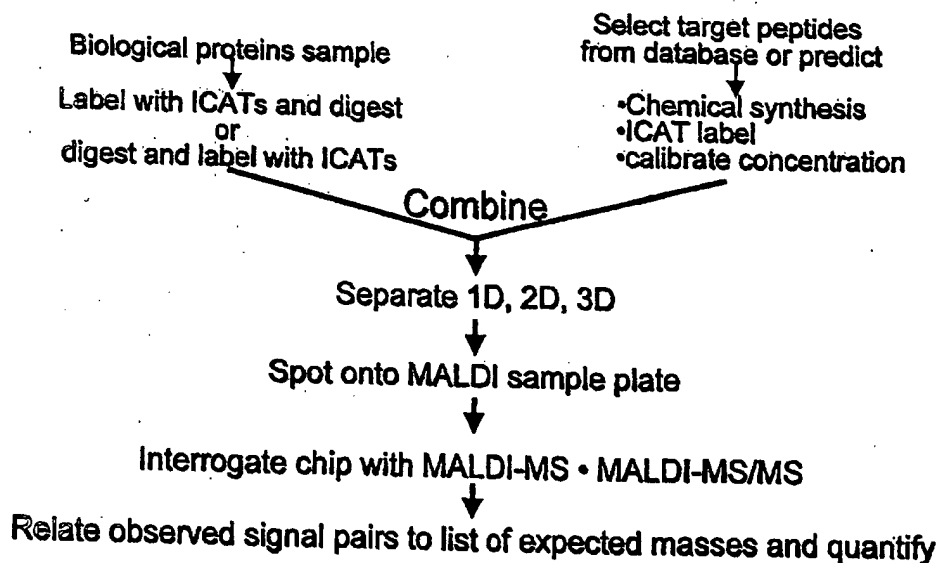 Biological proteins sample
Label with ICATs and digest
or
digest and label with ICATs
Select target peptides
from database or predict
•Chemical synthesis
•ICAT label
•calibrate concentration
Combine
Separate 1D, 2D, 3D
Spot onto MALDI sample plate
Interrogate chip with MALDI-MS • MALDI-MS/MS
Relate observed signal pairs to list of expected masses and quantify